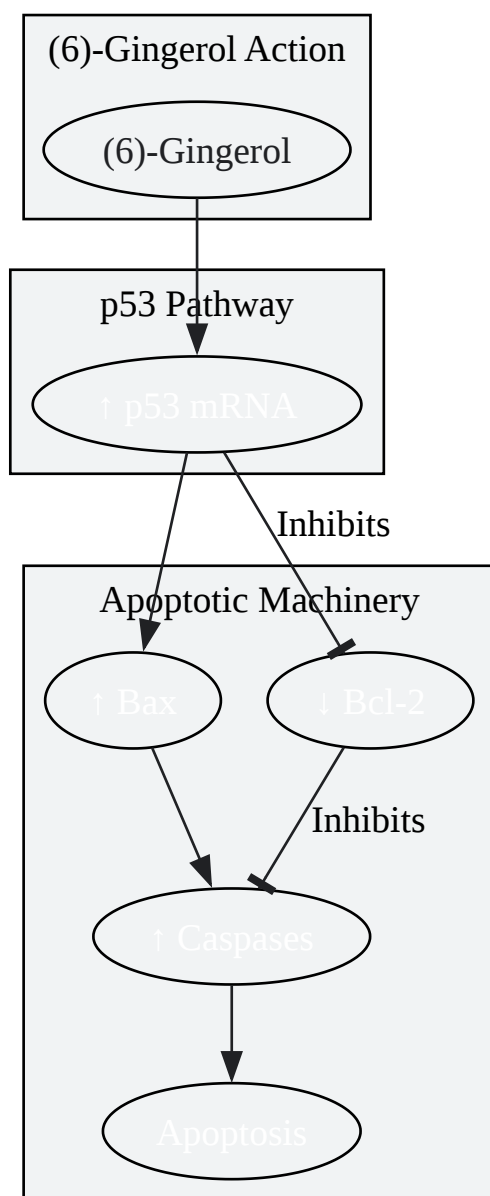 (6)-Gingerol Action
(6)-Gingerol
p53 Pathway
↑ p53 mRNA
Inhibits
Apoptotic Machinery
↑ Bax
↓ Bcl-2
Inhibits
↑ Caspases
Apoptosis